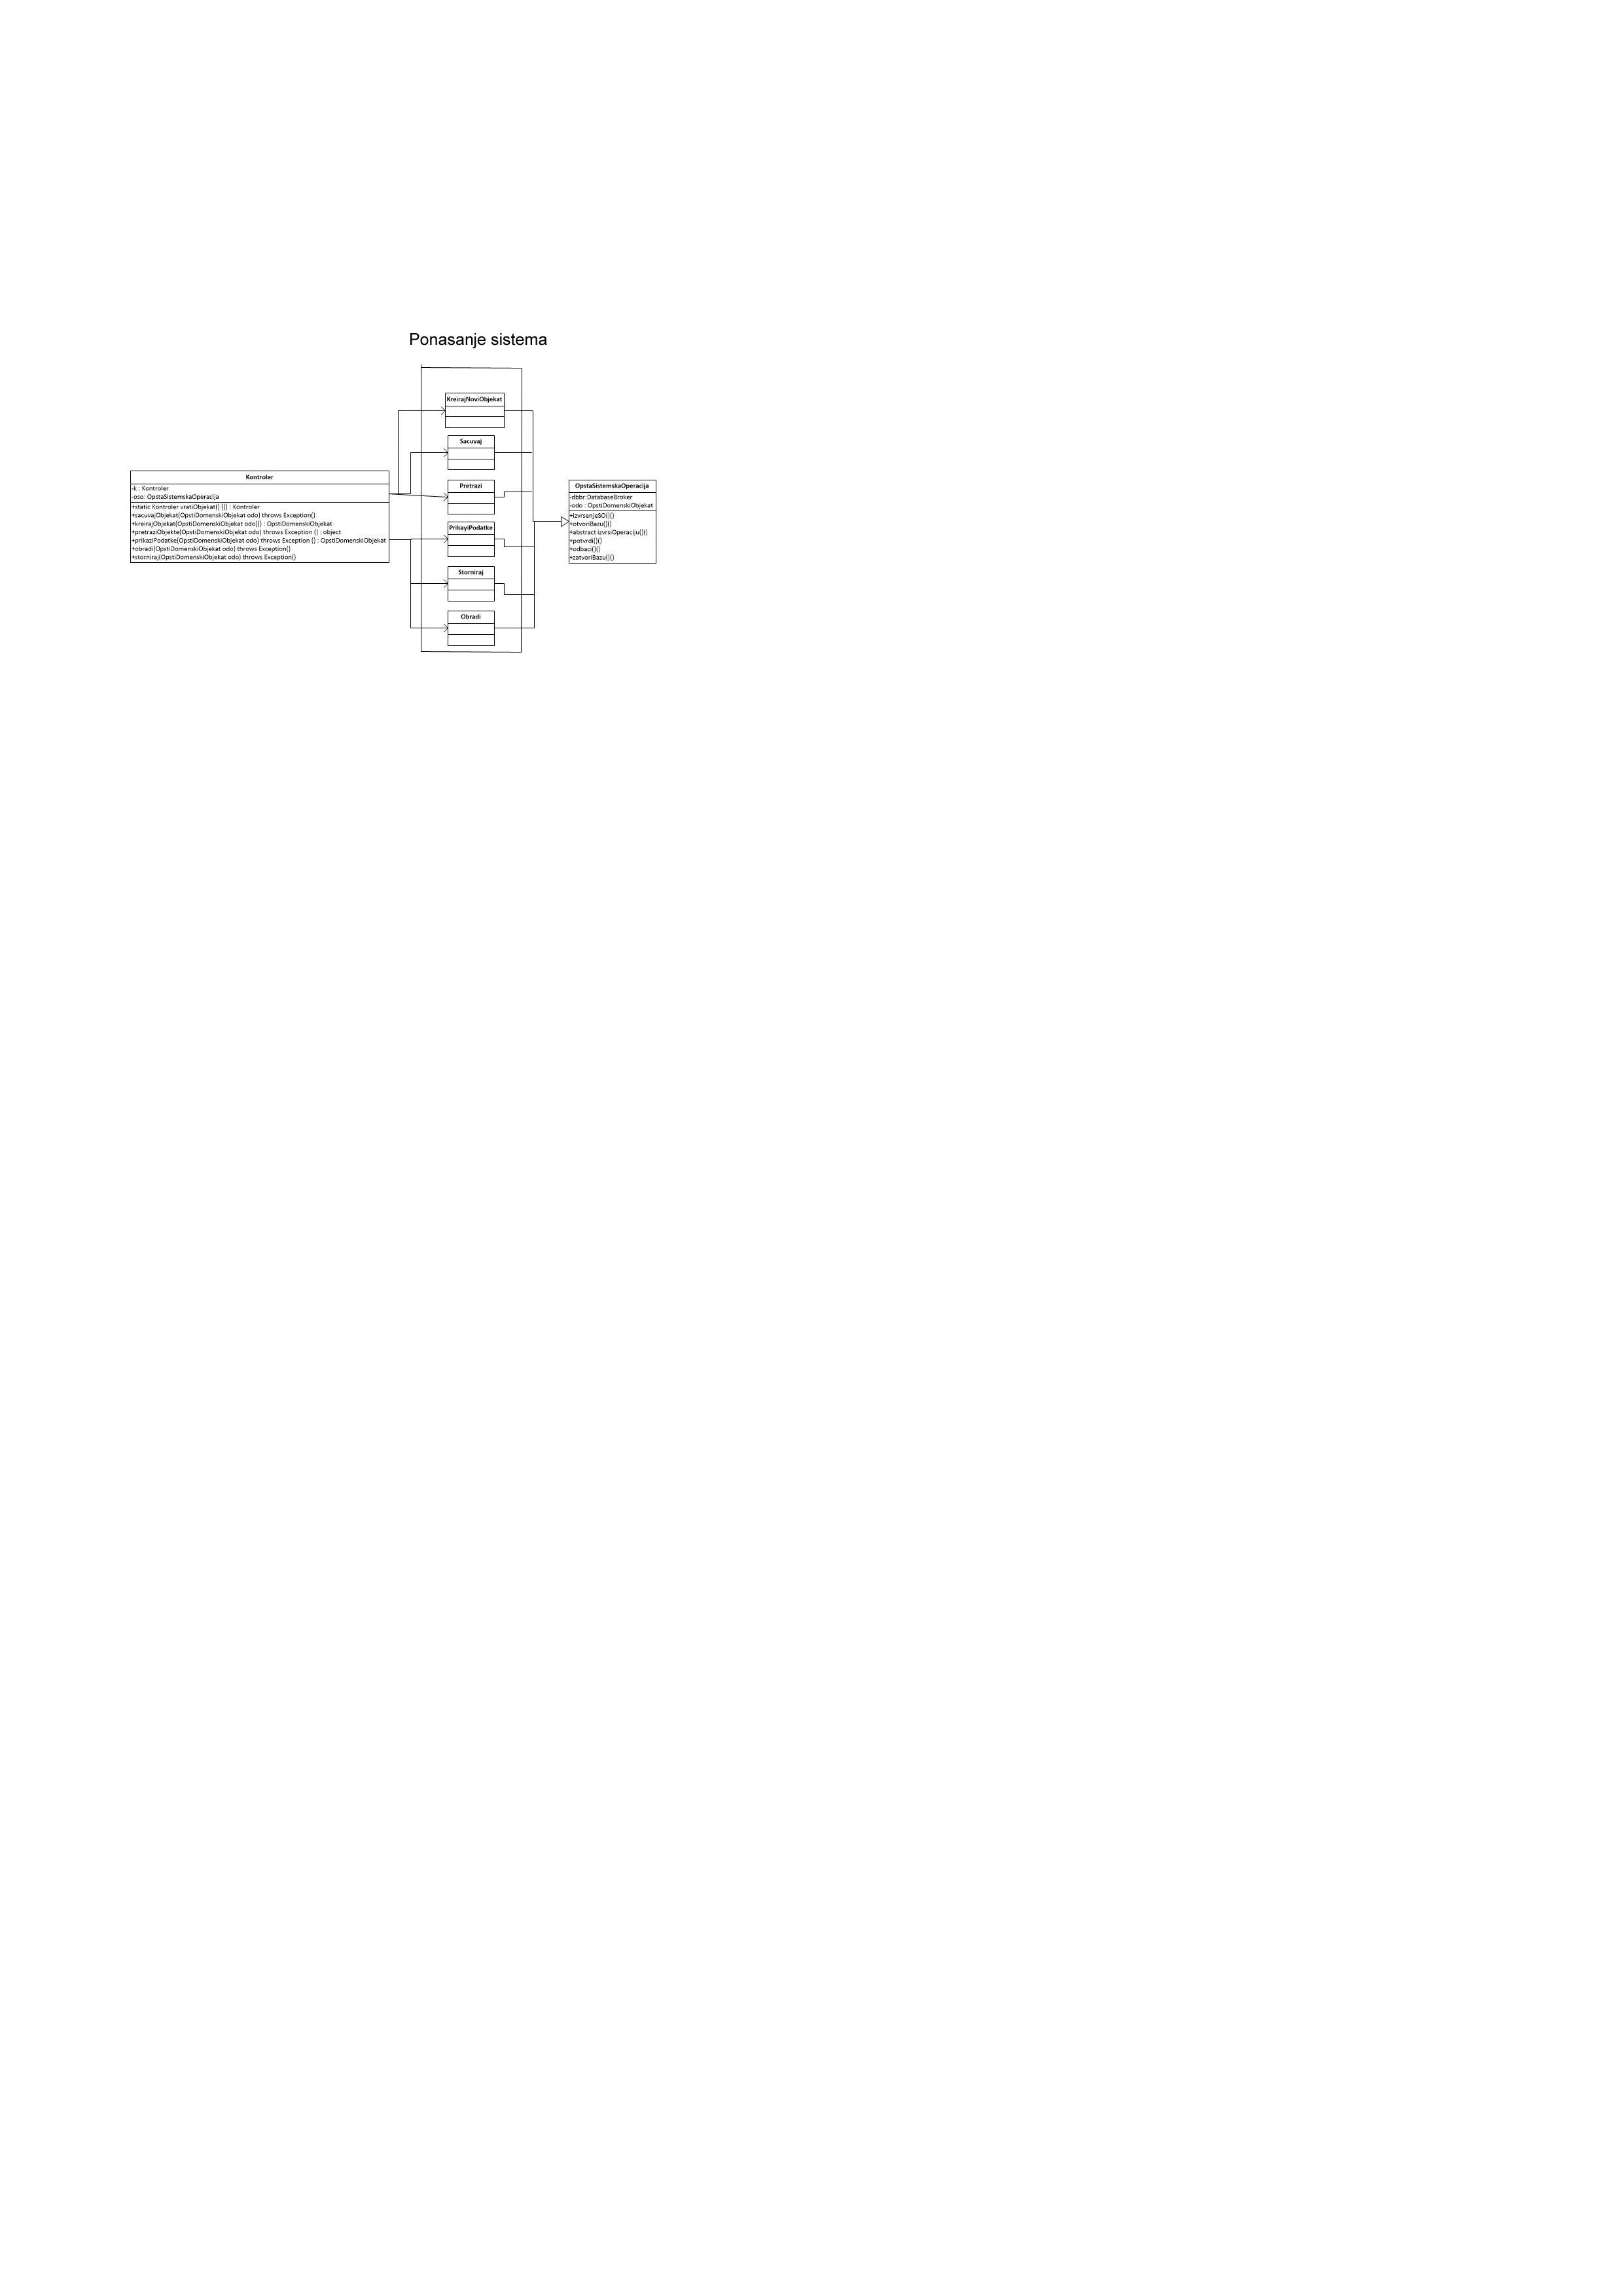 Ponasanje sistema
KreirajNoviObjekat
Sacuvaj
Pretrazi
PrikayiPodatke
Storniraj
Obradi
Kontroler
-k : Kontroler
-oso: OpstaSistemskaOperacija
+static Kontroler vratiObjekat() {() : Kontroler
+sacuvajObjekat(OpstiDomenskiObjekat odo) throws Exception()
+kreirajObjekat(OpstiDomenskiObjekat odo)() : OpstiDomenskiObjekat
+pretraziObjekte(OpstiDomenskiObjekat odo) throws Exception () : object
+prikaziPodatke(OpstiDomenskiObjekat odo) throws Exception () : OpstiDomenskiObjekat
+obradi(OpstiDomenskiObjekat odo) throws Exception()
+storniraj(OpstiDomenskiObjekat odo) throws Exception()
OpstaSistemskaOperacija
-dbbr:DatabaseBroker
-odo : OpstiDomenskiObjekat
+izvrsenjeSO()()
+otvoriBazu()()
+abstract izvrsiOperaciju()()
+potvrdi()()
+odbaci()()
+zatvoriBazu()()